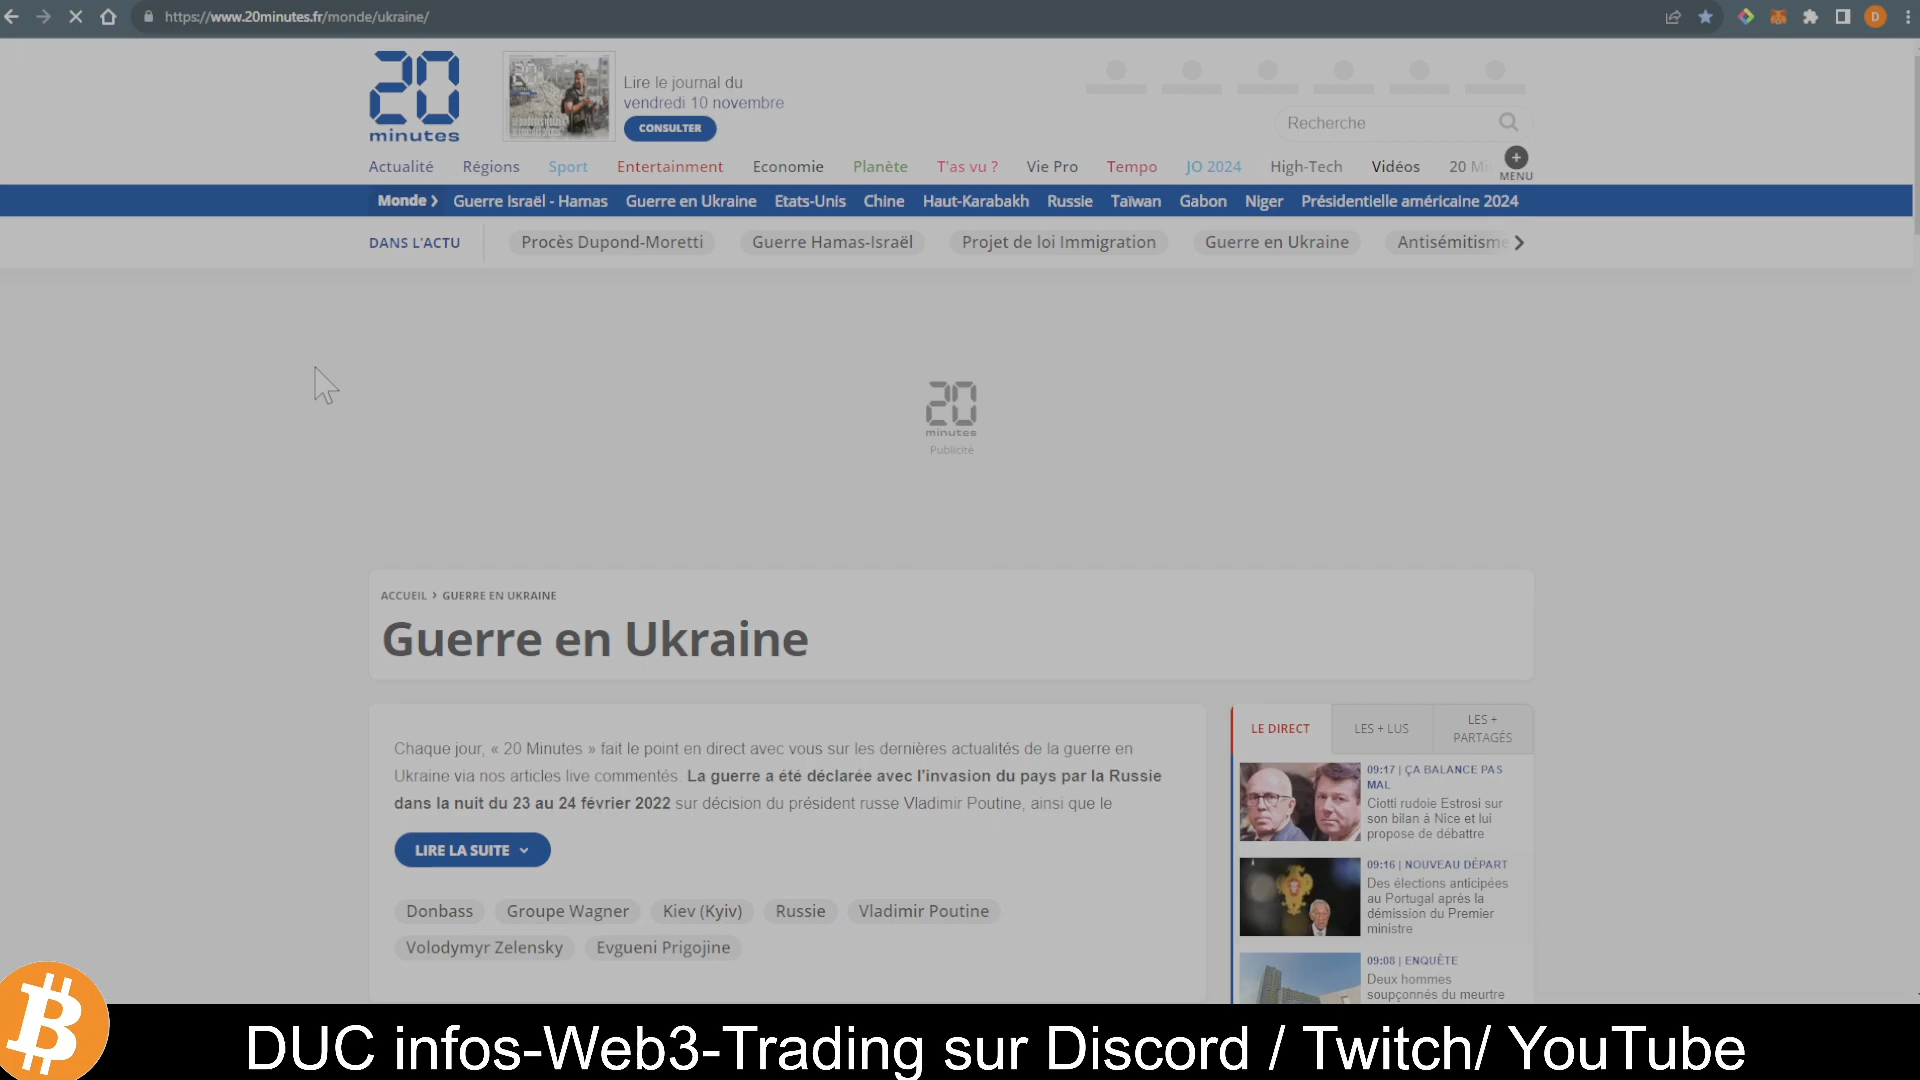 https://www.20minutes.fr/monde/ukraine/
D
20
minutes
Lire le journal du
vendredi 10 novembre
CONSULTER
Recherche
Actualité Régions Sport Entertainment Economie Planète T'as vu ? Vie Pro Tempo JO 2024 High-Tech Vidéos 20 Mi
MENU
Monde Guerre Israël - Hamas Guerre en Ukraine Etats-Unis Chine Haut-Karabakh Russie Taïwan Gabon Niger Présidentielle américaine 2024
DANS L'ACTU Procès Dupond-Moretti Guerre Hamas-Israël Projet de loi Immigration Guerre en Ukraine Antisémitisme
20
minutes
Publicité
ACCUEIL > GUERRE EN UKRAINE
Guerre en Ukraine
Chaque jour, « 20 Minutes » fait le point en direct avec vous sur les dernières actualités de la guerre en
Ukraine via nos articles live commentés. La guerre a été déclarée avec l'invasion du pays par la Russie
dans la nuit du 23 au 24 février 2022 sur décision du président russe Vladimir Poutine, ainsi que le
LIRE LA SUITE
Donbass Groupe Wagner Kiev (Kyiv) Russie Vladimir Poutine
Volodymyr Zelensky Evgueni Prigojine
LE DIRECT
LES + LUS
LES +
PARTAGÉS
09:17 | ÇA BALANCE PAS
MAL
Ciotti rudoie Estrosi sur
son bilan à Nice et lui
propose de débattre
09:16 | NOUVEAU DÉPART
Des élections anticipées
au Portugal après la
démission du Premier
ministre
09:08 | ENQUÊTE
Deux hommes
soupçonnés du meurtre
DUC infos-Web3-Trading sur Discord / Twitch/ YouTube